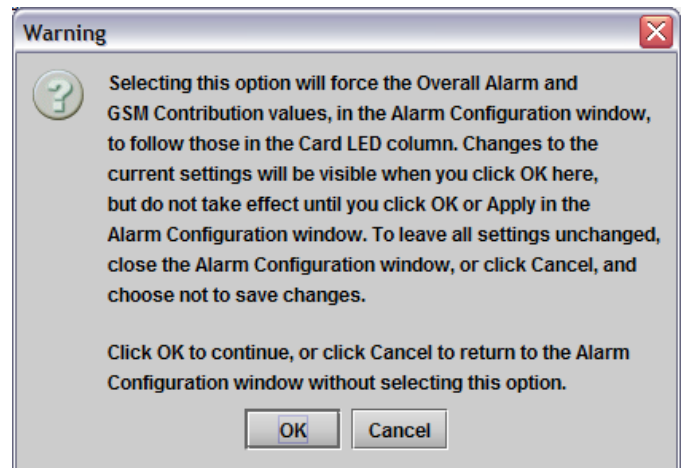 Warning
Selecting this option will force the Overall Alarm and
GSM Contribution values, in the Alarm Configuration window,
to follow those in the Card LED column. Changes to the
current settings will be visible when you click OK here,
but do not take effect until you click OK or Apply in the
Alarm Configuration window. To leave all settings unchanged,
close the Alarm Configuration window, or click Cancel, and
choose not to save changes.
Click OK to continue, or click Cancel to return to the Alarm
Configuration window without selecting this option.
OK Cancel